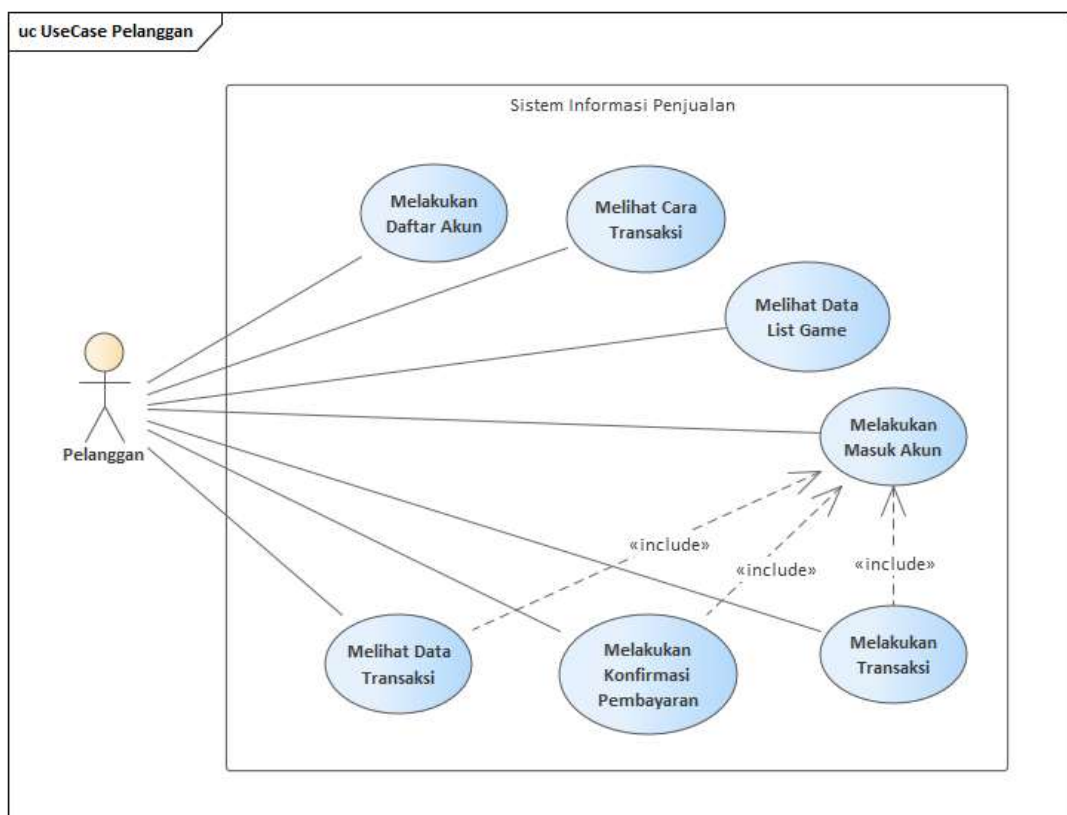 uc UseCase Pelanggan
Sistem Informasi Penjualan
Melakukan
Daftar Akun
Melihat Cara
Transaksi
Melihat Data
List Game
Pelanggan
Melakukan
Masuk Akun
«include»
«include»
«include»
Melihat Data
Transaksi
Melakukan
Konfirmasi
Pembayaran
Melakukan
Transaksi